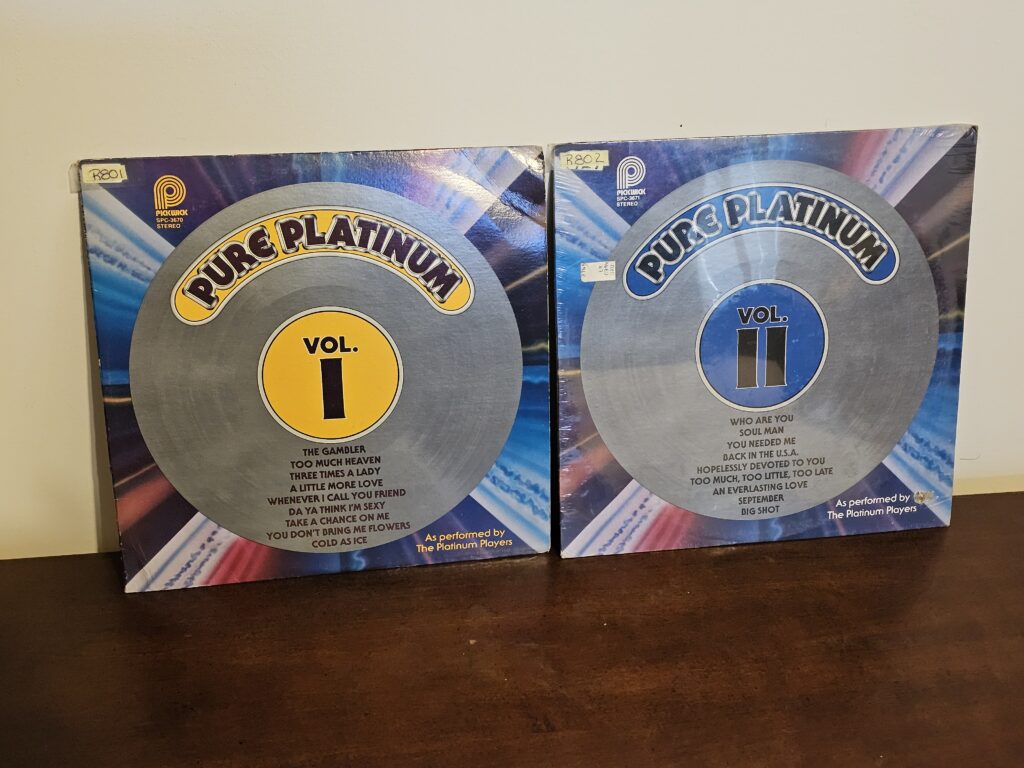 R801
PICKWICK
SPC-3670
STEREO
PURE PLATINUM
VOL.
I
THE GAMBLER
TOO MUCH HEAVEN
THREE TIMES A LADY
A LITTLE MORE LOVE
WHENEVER I CALL YOU FRIEND
DA YA THINK I'M SEXY
TAKE A CHANCE ON ME
YOU DON'T BRING ME FLOWERS
COLD AS ICE
As performed by
The Platinum Players
R802
PICKWICK
SPC-3671
STEREO
PURE PLATINUM
VOL.
II
WHO ARE YOU
SOUL MAN
YOU NEEDED ME
BACK IN THE U.S.A.
HOPELESSLY DEVOTED TO YOU
TOO MUCH, TOO LITTLE, TOO LATE
AN EVERLASTING LOVE
SEPTEMBER
BIG SHOT
As performed by
The Platinum Players